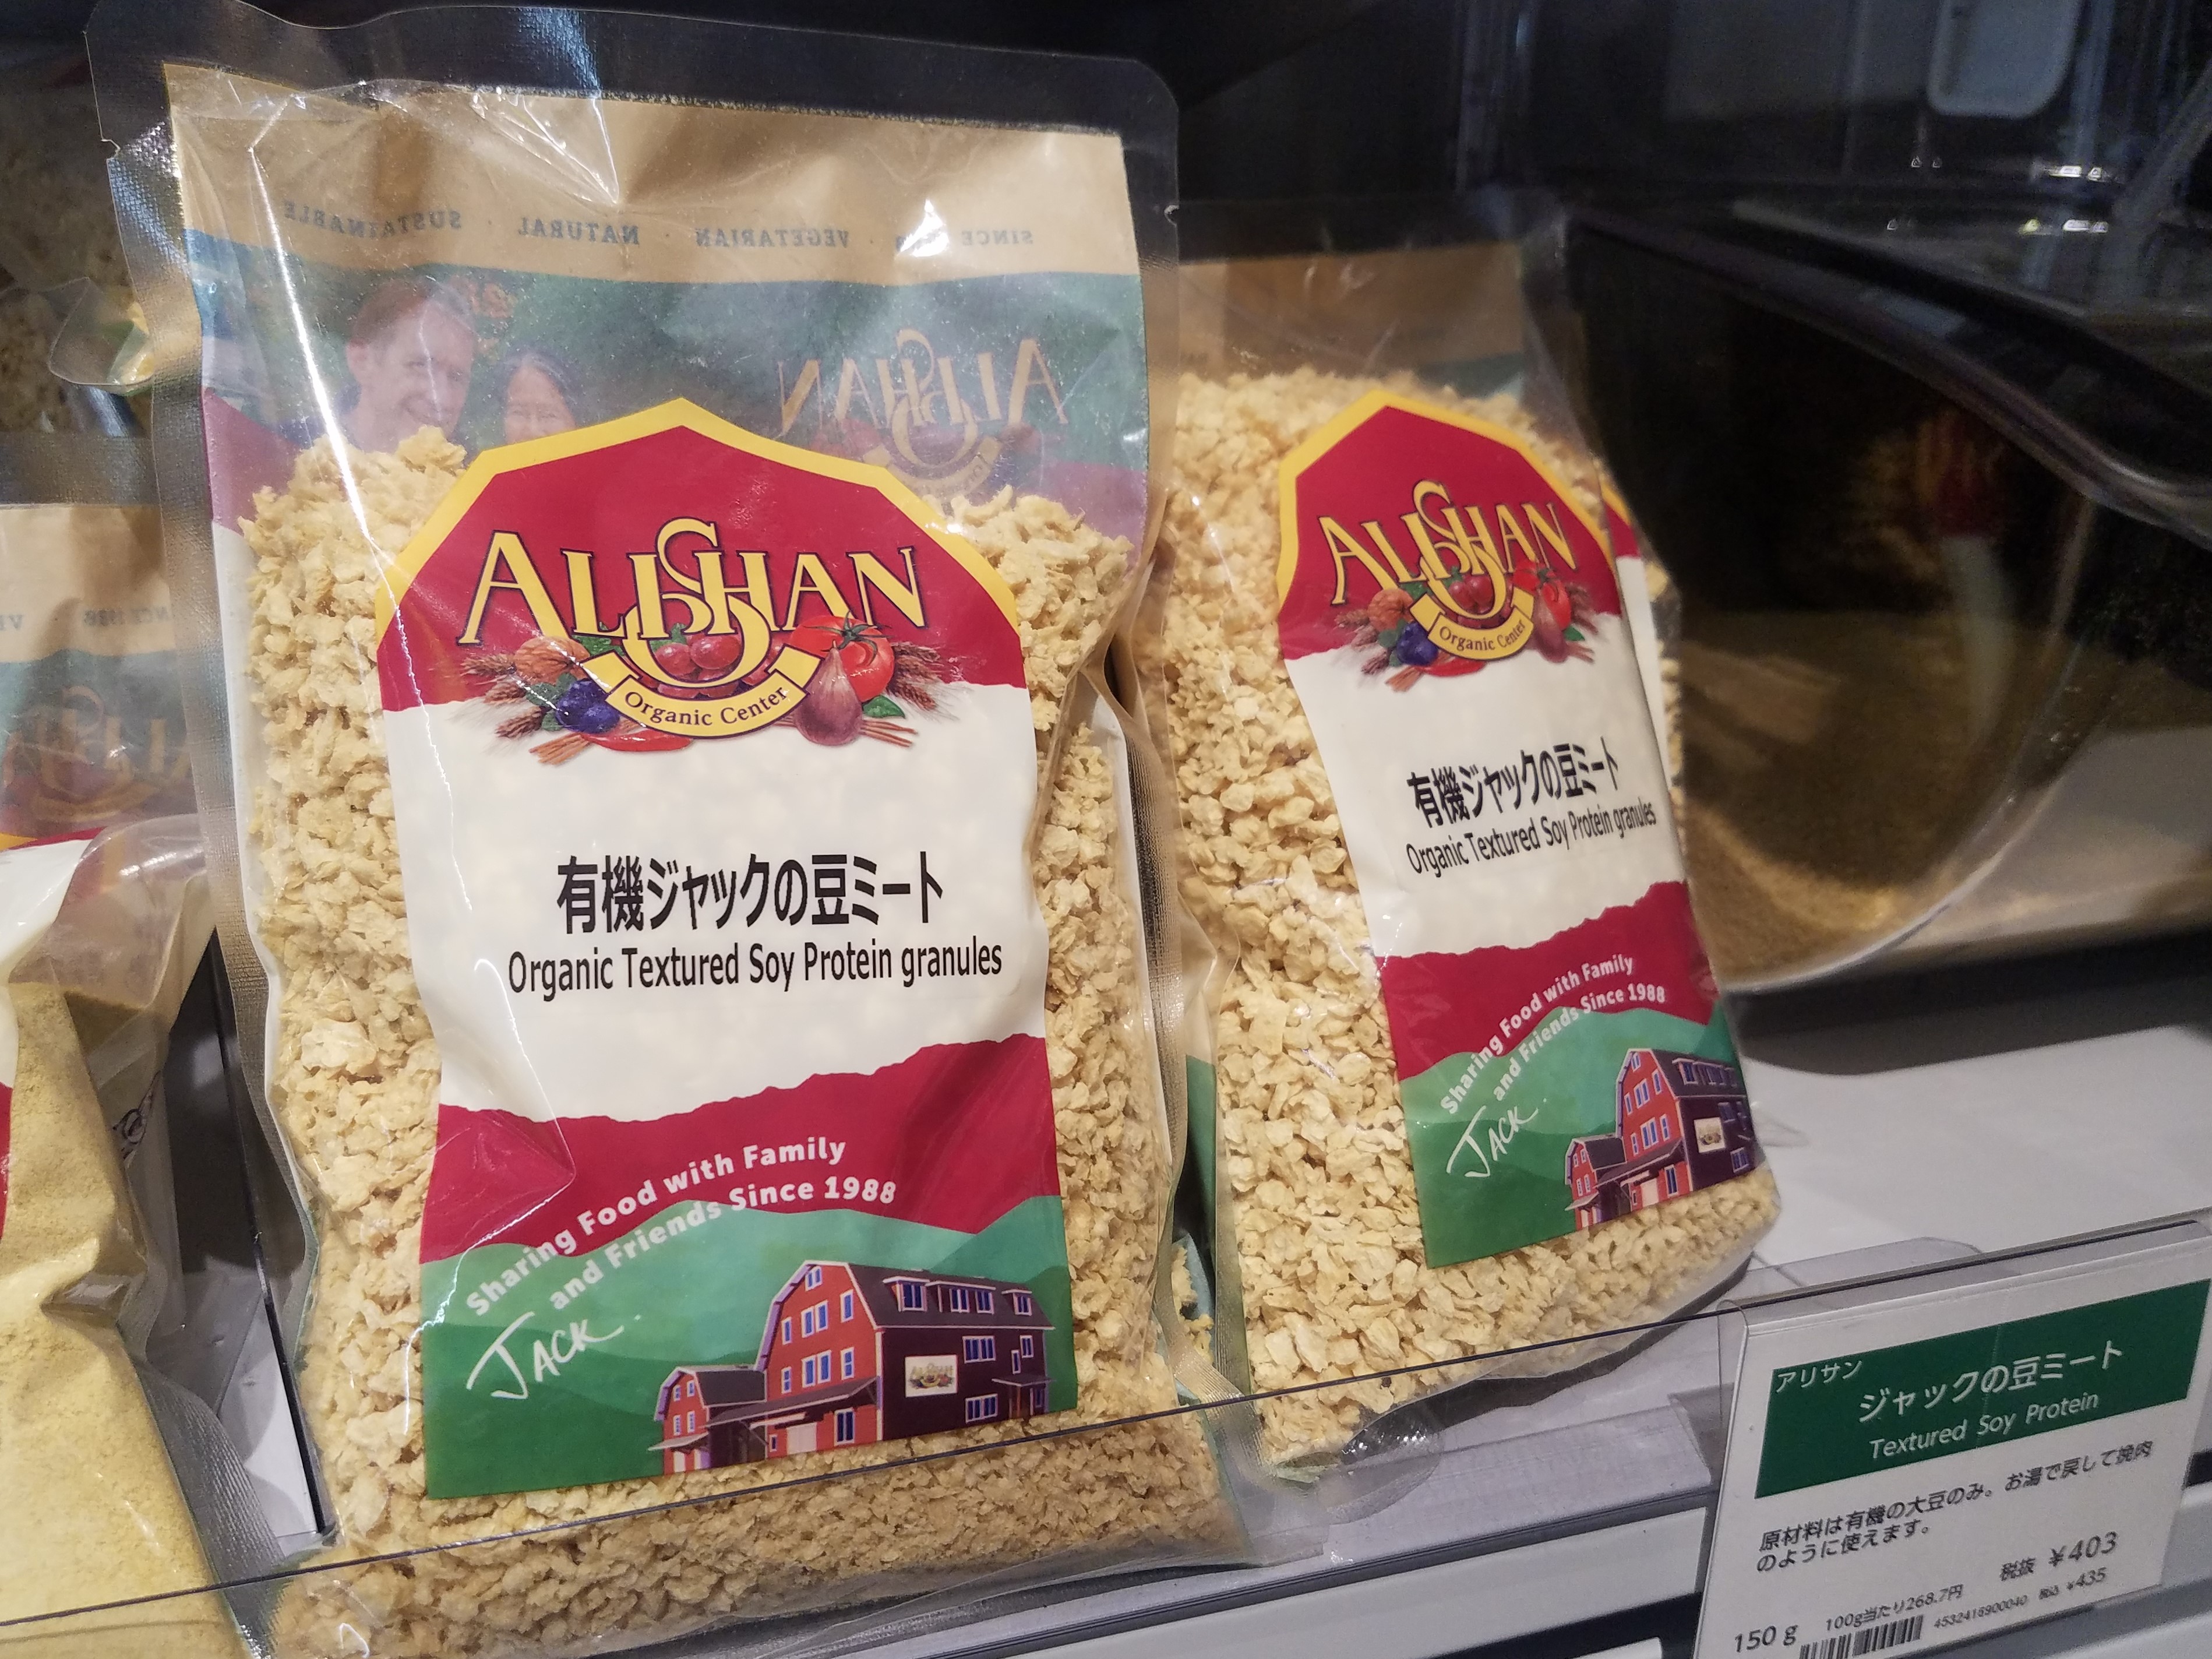 SINCE
VEGETARIAN · NATURAL · SUSTAINABLE
ALISHAN
ALISHAN
Organic Center
有機ジャックの豆ミート
Organic Textured Soy Protein granules
Sharing Food with Family
and Friends Since 1988
JACK
ALISHAN
Organic Center
有機ジャックの豆ミート
Organic Textured Soy Protein granules
Sharing Food with Family
and Friends Since 1988
JACK
アリサン
ジャックの豆ミート
Textured Soy Protein
原材料は有機の大豆のみ。お湯で戻して挽肉
のように使えます。
税抜 ¥403
150g 100g当たり268.7円 4532416900040 税込 ¥435